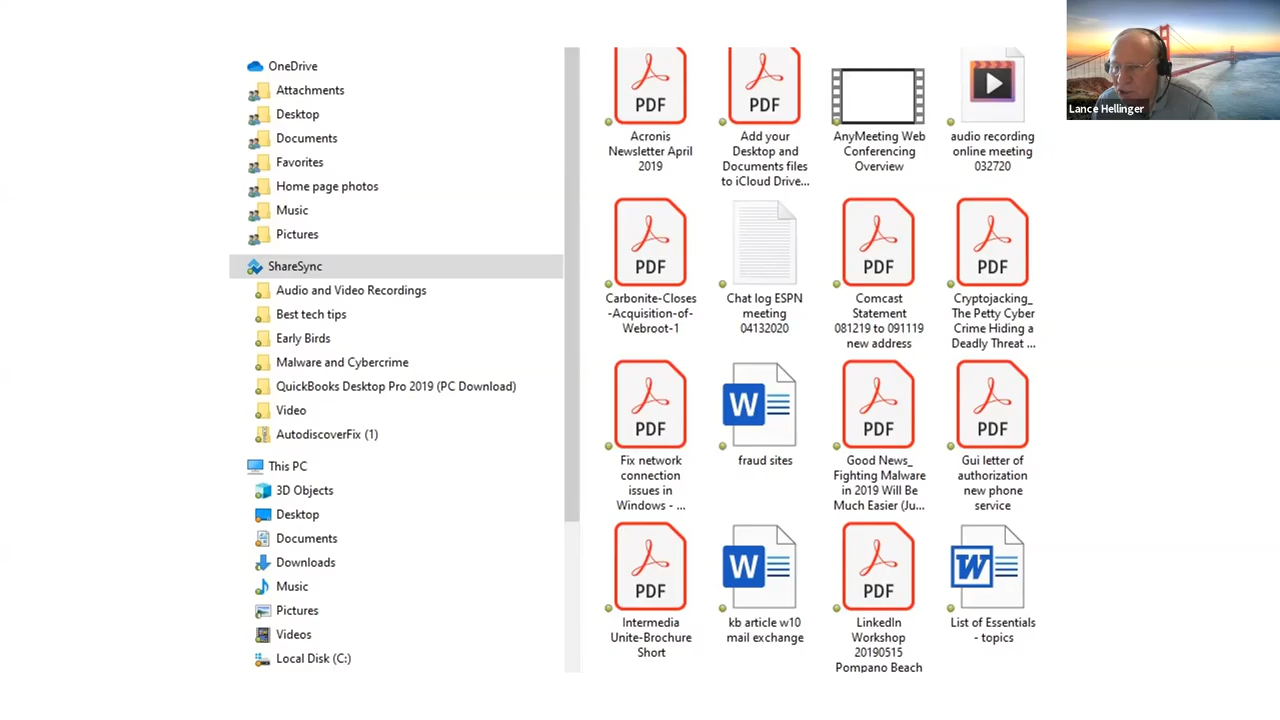 OneDrive
Attachments
Desktop
Documents
Favorites
Home page photos
Music
Pictures
ShareSync
Audio and Video Recordings
Best tech tips
Early Birds
Malware and Cybercrime
QuickBooks Desktop Pro 2019 (PC Download)
Video
AutodiscoverFix (1)
This PC
3D Objects
Desktop
Documents
Downloads
Music
Pictures
Videos
Local Disk (C:)
PDF
Acronis
Newsletter April
2019
PDF
Add your
Desktop and
Documents files
to iCloud Drive...
AnyMeeting Web
Conferencing
Overview
audio recording
online meeting
032720
PDF
Carbonite-Closes
-Acquisition-of-
Webroot-1
Chat log ESPN
meeting
04132020
PDF
Comcast
Statement
081219 to 091119
new address
PDF
Cryptojacking_
The Petty Cyber
Crime Hiding a
Deadly Threat ...
PDF
Fix network
connection
issues in
Windows - ...
W
fraud sites
PDF
Good News_
Fighting Malware
in 2019 Will Be
Much Easier (Ju...
PDF
Gui letter of
authorization
new phone
service
PDF
Intermedia
Unite-Brochure
Short
W
kb article w10
mail exchange
PDF
LinkedIn
Workshop
20190515
Pompano Beach
W
List of Essentials
- topics
Lance Hellinger